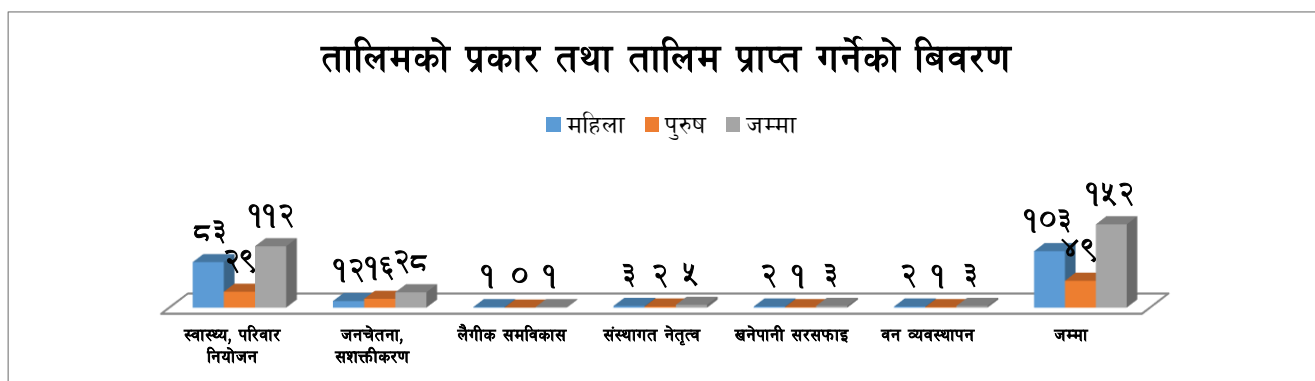 तालिमको प्रकार तथा तालिम प्राप्त गर्नेको बिवरण
महिला पुरुष जम्मा
८३ २९ ११२ १२ १६ २८ १ ० १ ३ २ ५ २ १ ३ २ १ ३ १०३ ४९ १५२
स्वास्थ्य, परिवार नियोजन
जनचेतना, सशक्तीकरण
लैगीक समविकास
संस्थागत नेतृत्व
खनेपानी सरसफाइ
वन व्यवस्थापन
जम्मा